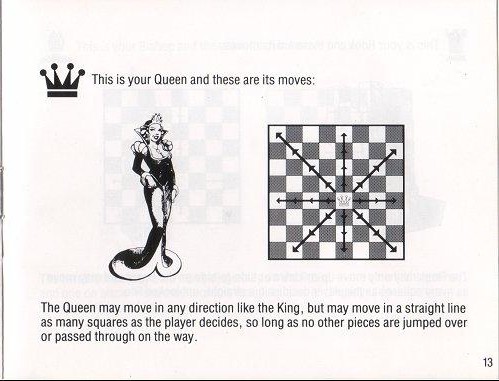 This is your Queen and these are its moves:
The Queen may move in any direction like the King, but may move in a straight line
as many squares as the player decides, so long as no other pieces are jumped over
or passed through on the way.
13